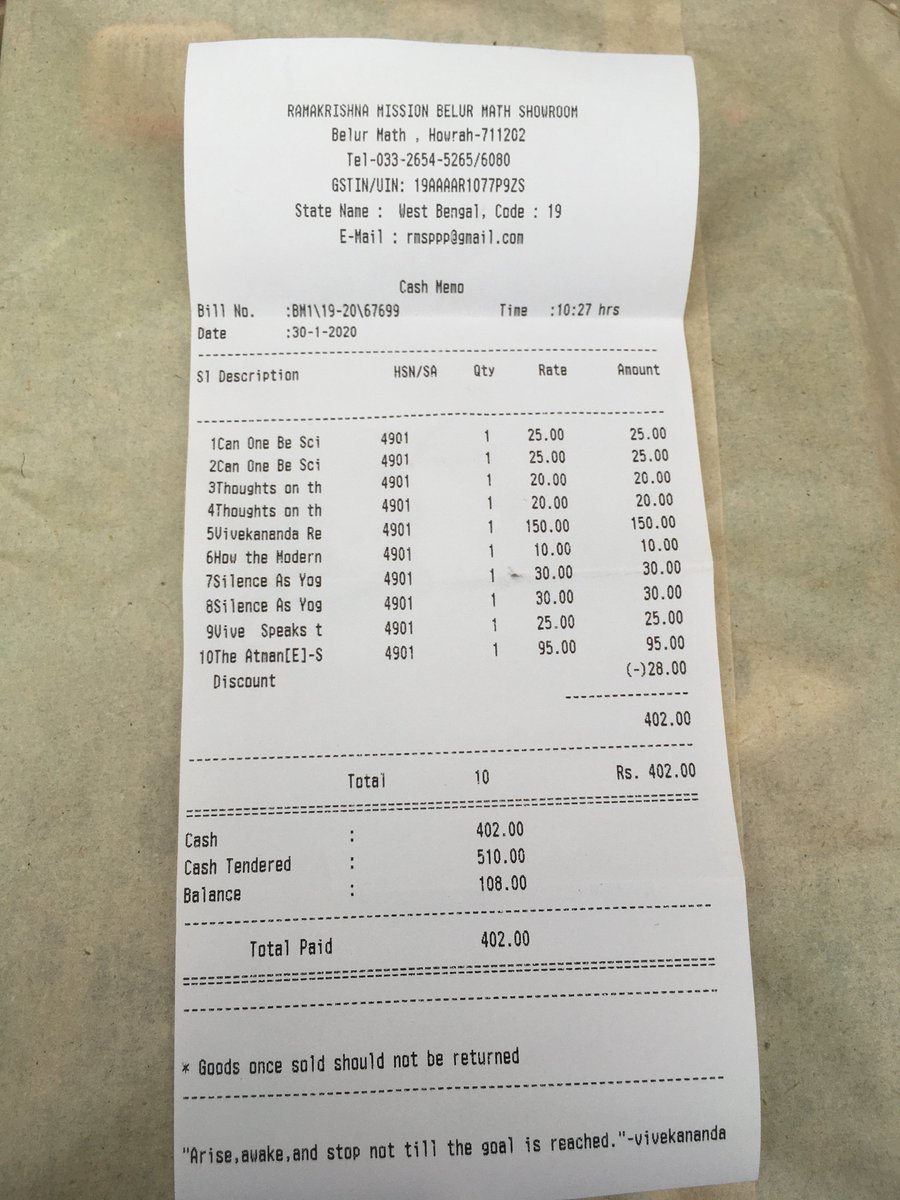 RAMAKRISHNA MISSION BELUR MATH SHOWROOM
Belur Math , Howrah-711202
Tel-033-2654-5265/6080
GSTIN/UIN: 19AAAAR1077P9ZS
State Name : West Bengal, Code : 19
E-Mail : rmsppp@gmail.com
Cash Memo
Bill No. :BM1\19-20\67699 Time :10:27 hrs
Date :30-1-2020
Sl Description HSN/SA Qty Rate Amount
1Can One Be Sci 4901 1 25.00 25.00
2Can One Be Sci 4901 1 25.00 25.00
3Thoughts on th 4901 1 20.00 20.00
4Thoughts on th 4901 1 20.00 20.00
5Vivekananda Re 4901 1 150.00 150.00
6How the Modern 4901 1 10.00 10.00
7Silence As Yog 4901 1 30.00 30.00
8Silence As Yog 4901 1 30.00 30.00
9Vive Speaks t 4901 1 25.00 25.00
10The Atman[E]-S 4901 1 95.00 95.00
Discount (-)28.00
402.00
Total 10 Rs. 402.00
Cash : 402.00
Cash Tendered : 510.00
Balance : 108.00
Total Paid 402.00
* Goods once sold should not be returned
"Arise,awake,and stop not till the goal is reached."-vivekananda